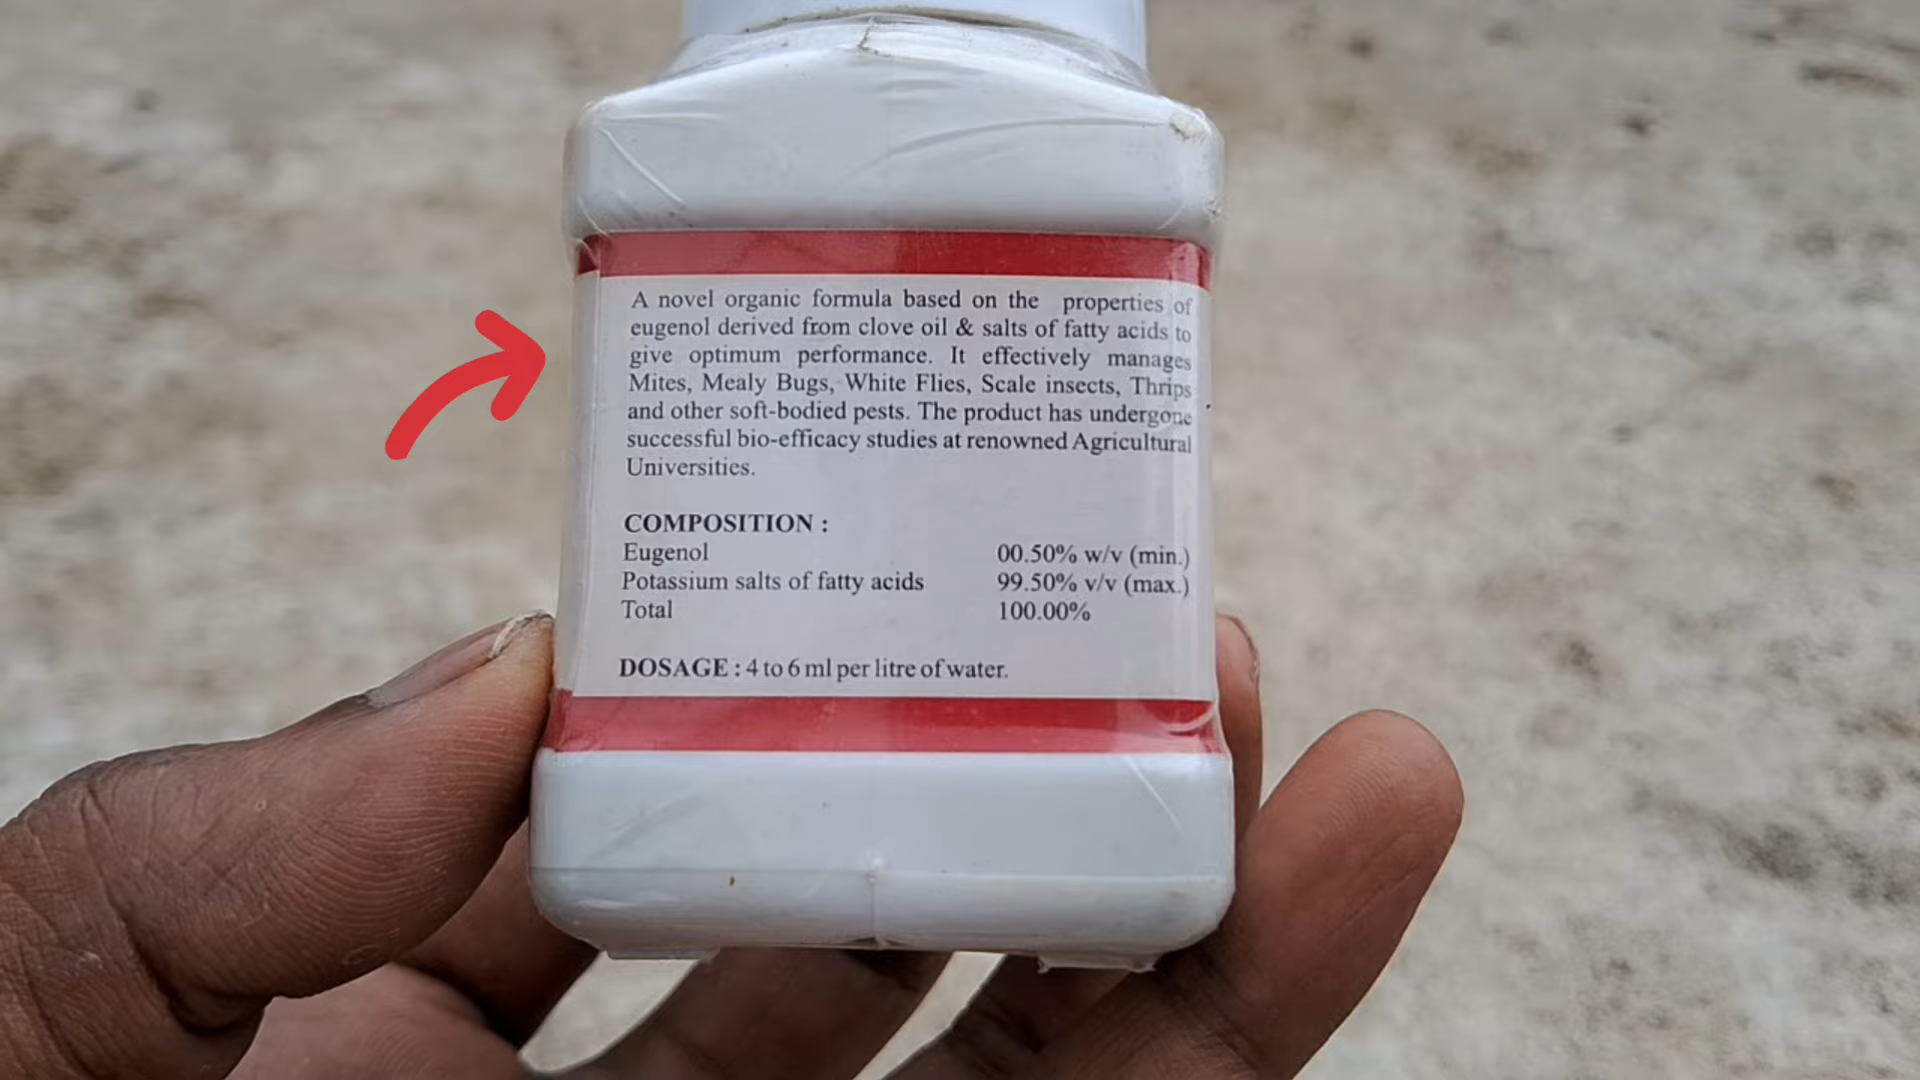 A novel organic formula based on the properties of
eugenol derived from clove oil & salts of fatty acids to
give optimum performance. It effectively manages
Mites, Mealy Bugs, White Flies, Scale insects, Thrips
and other soft-bodied pests. The product has undergone
successful bio-efficacy studies at renowned Agricultural
Universities.
COMPOSITION :
Eugenol 00.50% w/v (min.)
Potassium salts of fatty acids 99.50% v/v (max.)
Total 100.00%
DOSAGE : 4 to 6 ml per litre of water.